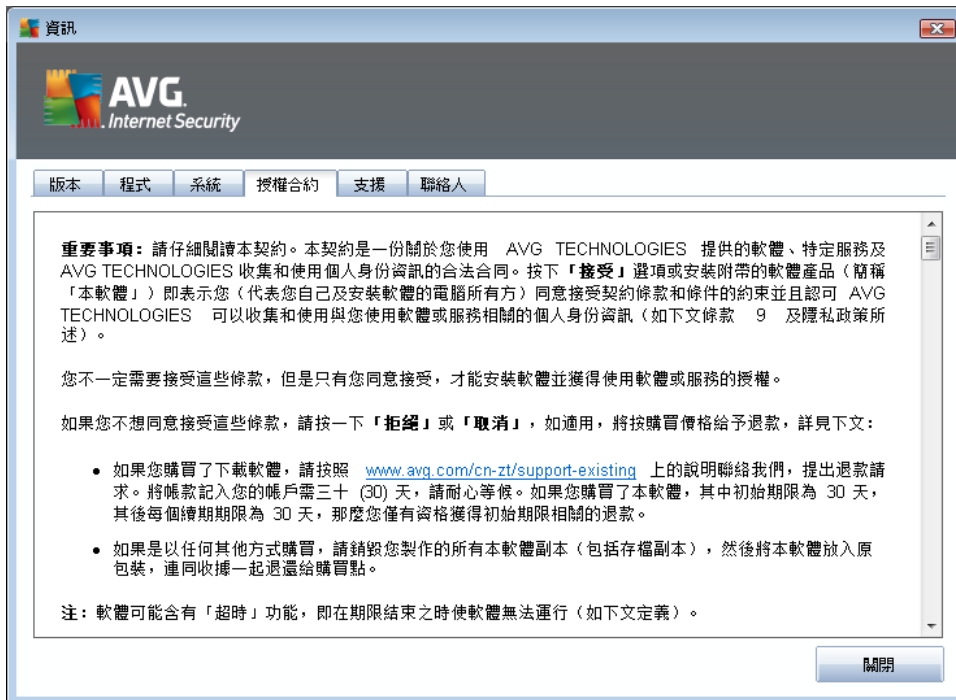 資訊
AVG.
Internet Security
版本 程式 系統 授權合約 支援 聯絡人
重要事項：請仔細閱讀本契約。本契約是一份關於您使用 AVG TECHNOLOGIES 提供的軟體、特定服務及
AVG TECHNOLOGIES 收集和使用個人身份資訊的合法合同。按下「接受」選項或安裝附帶的軟體產品（簡稱
「本軟體」）即表示您（代表您自己及安裝軟體的電腦所有方）同意接受契約條款和條件的約束並且認可 AVG
TECHNOLOGIES 可以收集和使用與您使用軟體或服務相關的個人身份資訊（如下文條款 9 及隱私政策所
述）。
您不一定需要接受這些條款，但是只有您同意接受，才能安裝軟體並獲得使用軟體或服務的授權。
如果您不想同意接受這些條款，請按一下「拒絕」或「取消」，如適用，將按購買價格給予退款，詳見下文：
• 如果您購買了下載軟體，請按照 www.avg.com/cn-zt/support-existing 上的說明聯絡我們，提出退款請
求。將帳款記入您的帳戶需三十 (30) 天，請耐心等候。如果您購買了本軟體，其中初始期限為 30 天，
其後每個續期期限為 30 天，那麼您僅有資格獲得初始期限相關的退款。
• 如果是以任何其他方式購買，請銷毀您製作的所有本軟體副本（包括存檔副本），然後將本軟體放入原
包裝，連同收據一起退還給購買點。
注：軟體可能含有「超時」功能，即在期限結束之時使軟體無法運行（如下文定義）。
關閉